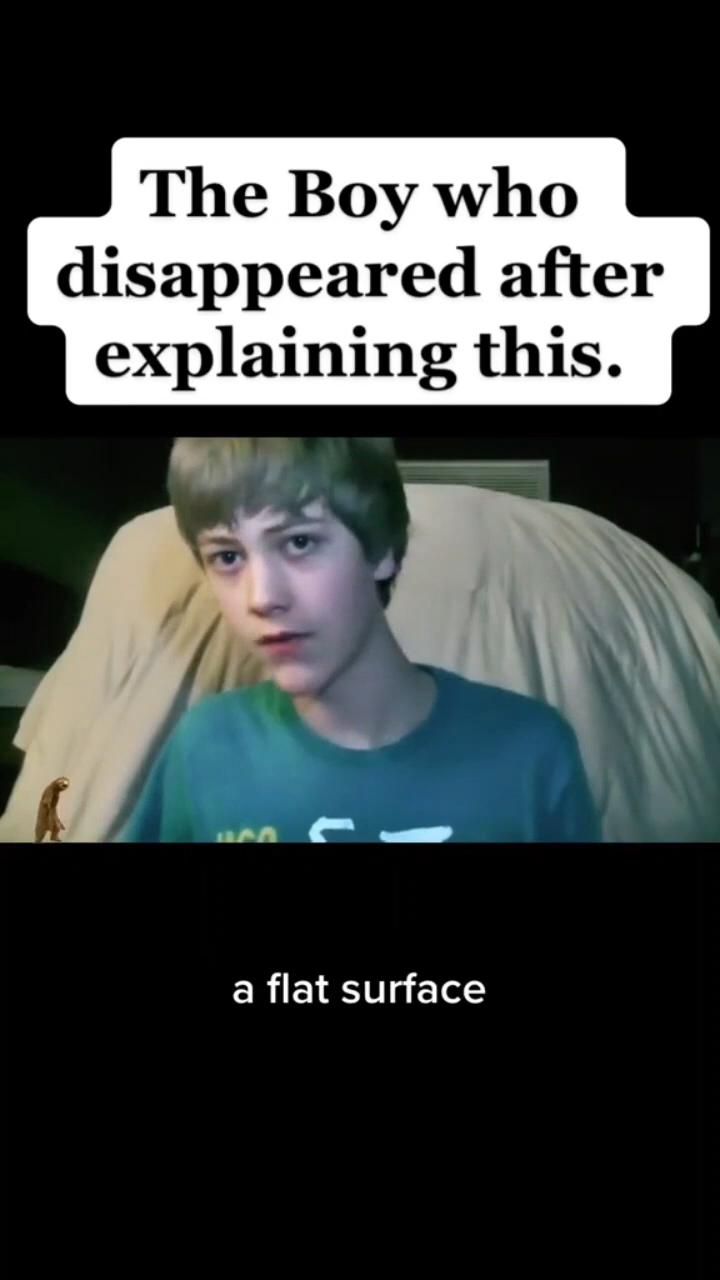 The Boy who
disappeared after
explaining this.
a flat surface